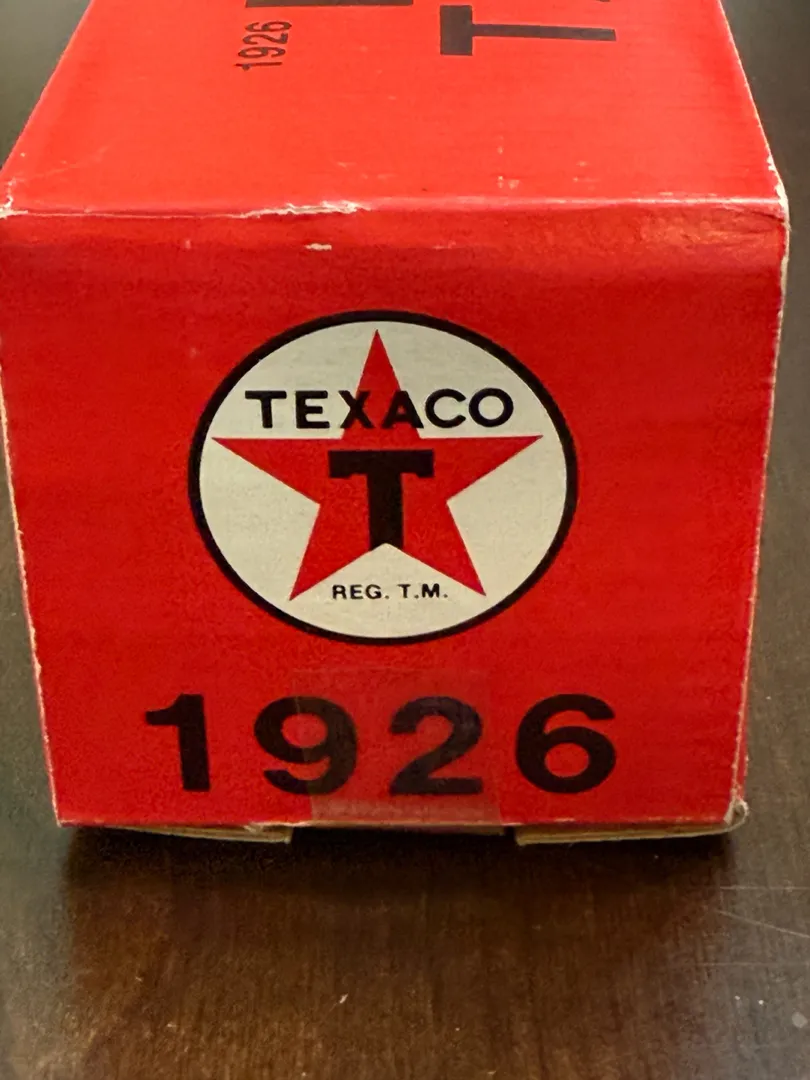 1926
TEXACO
T
REG. T.M.
1926